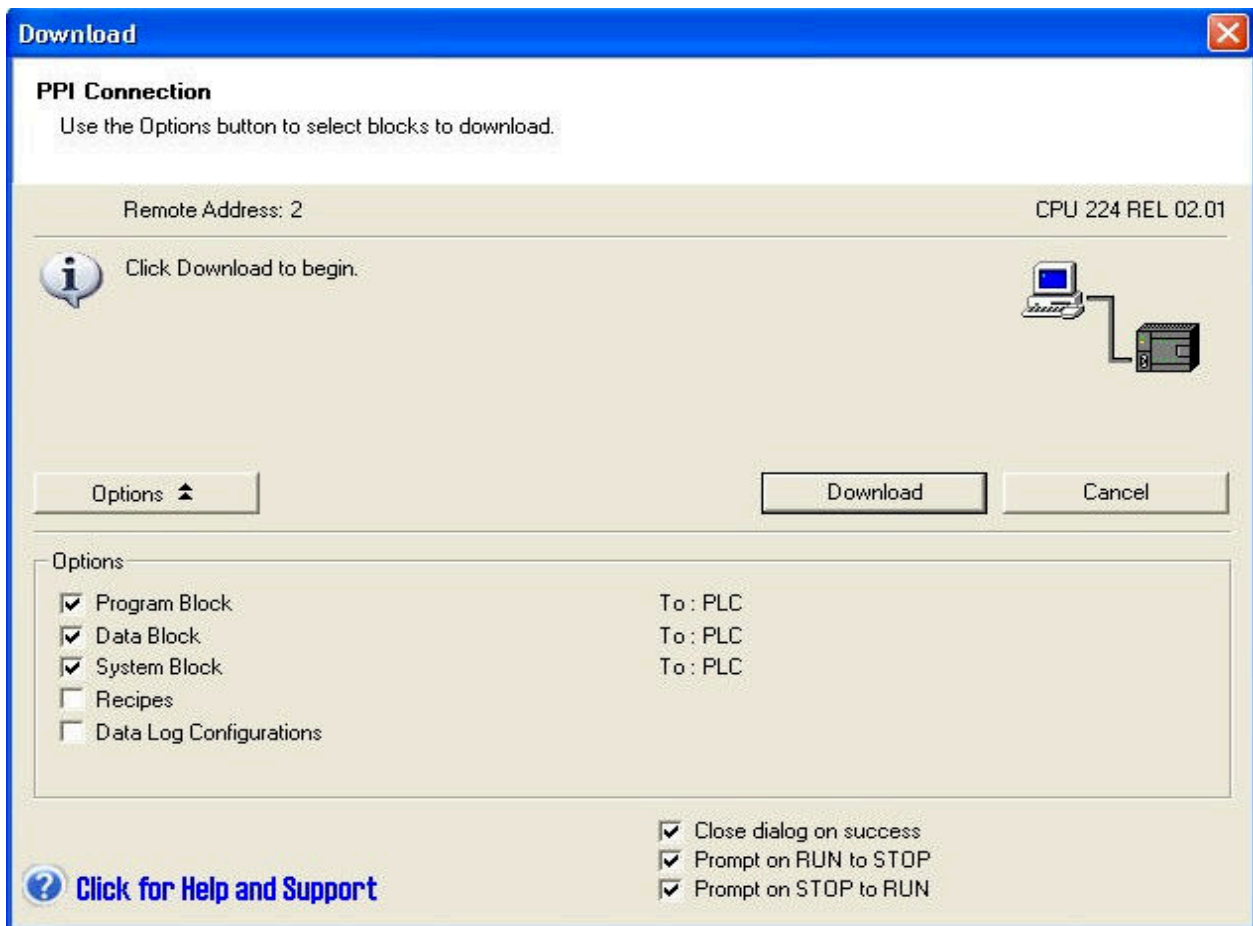 Download
PPI Connection
Use the Options button to select blocks to download.
Remote Address: 2
CPU 224 REL 02.01
Click Download to begin.
Options
Download
Cancel
Options
Program Block To : PLC
Data Block To : PLC
System Block To : PLC
Recipes
Data Log Configurations
Close dialog on success
Prompt on RUN to STOP
Prompt on STOP to RUN
Click for Help and Support